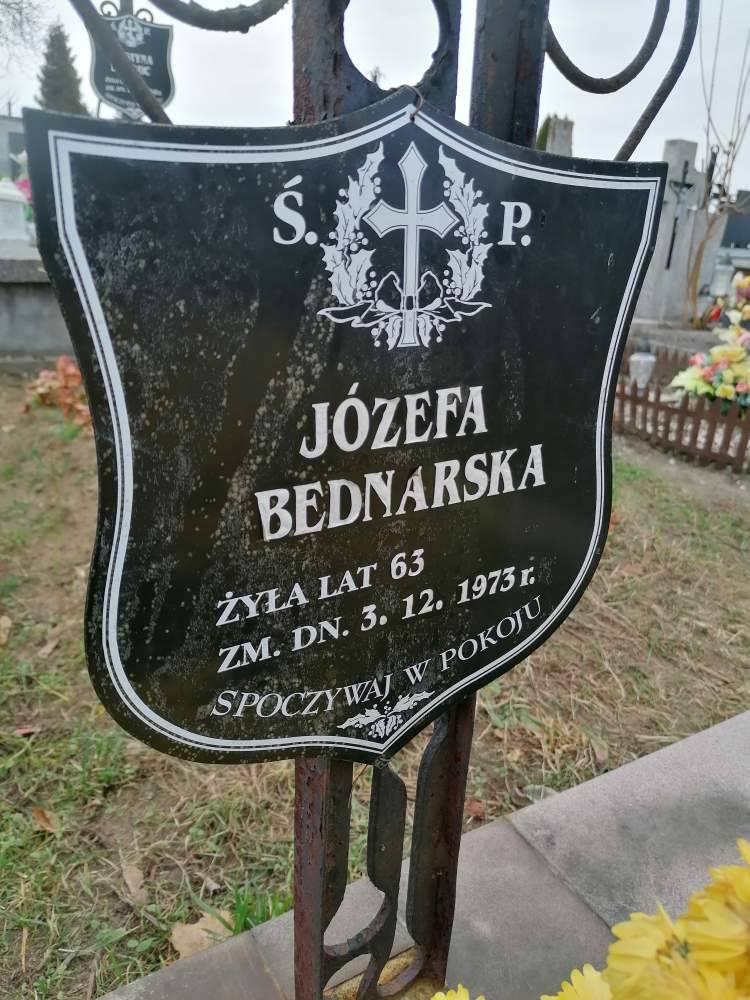 Ś. P.
JÓZEFA
BEDNARSKA
ŻYŁA LAT 63
ZM. DN. 3. 12. 1973 r.
SPOCZYWAJ W POKOJU